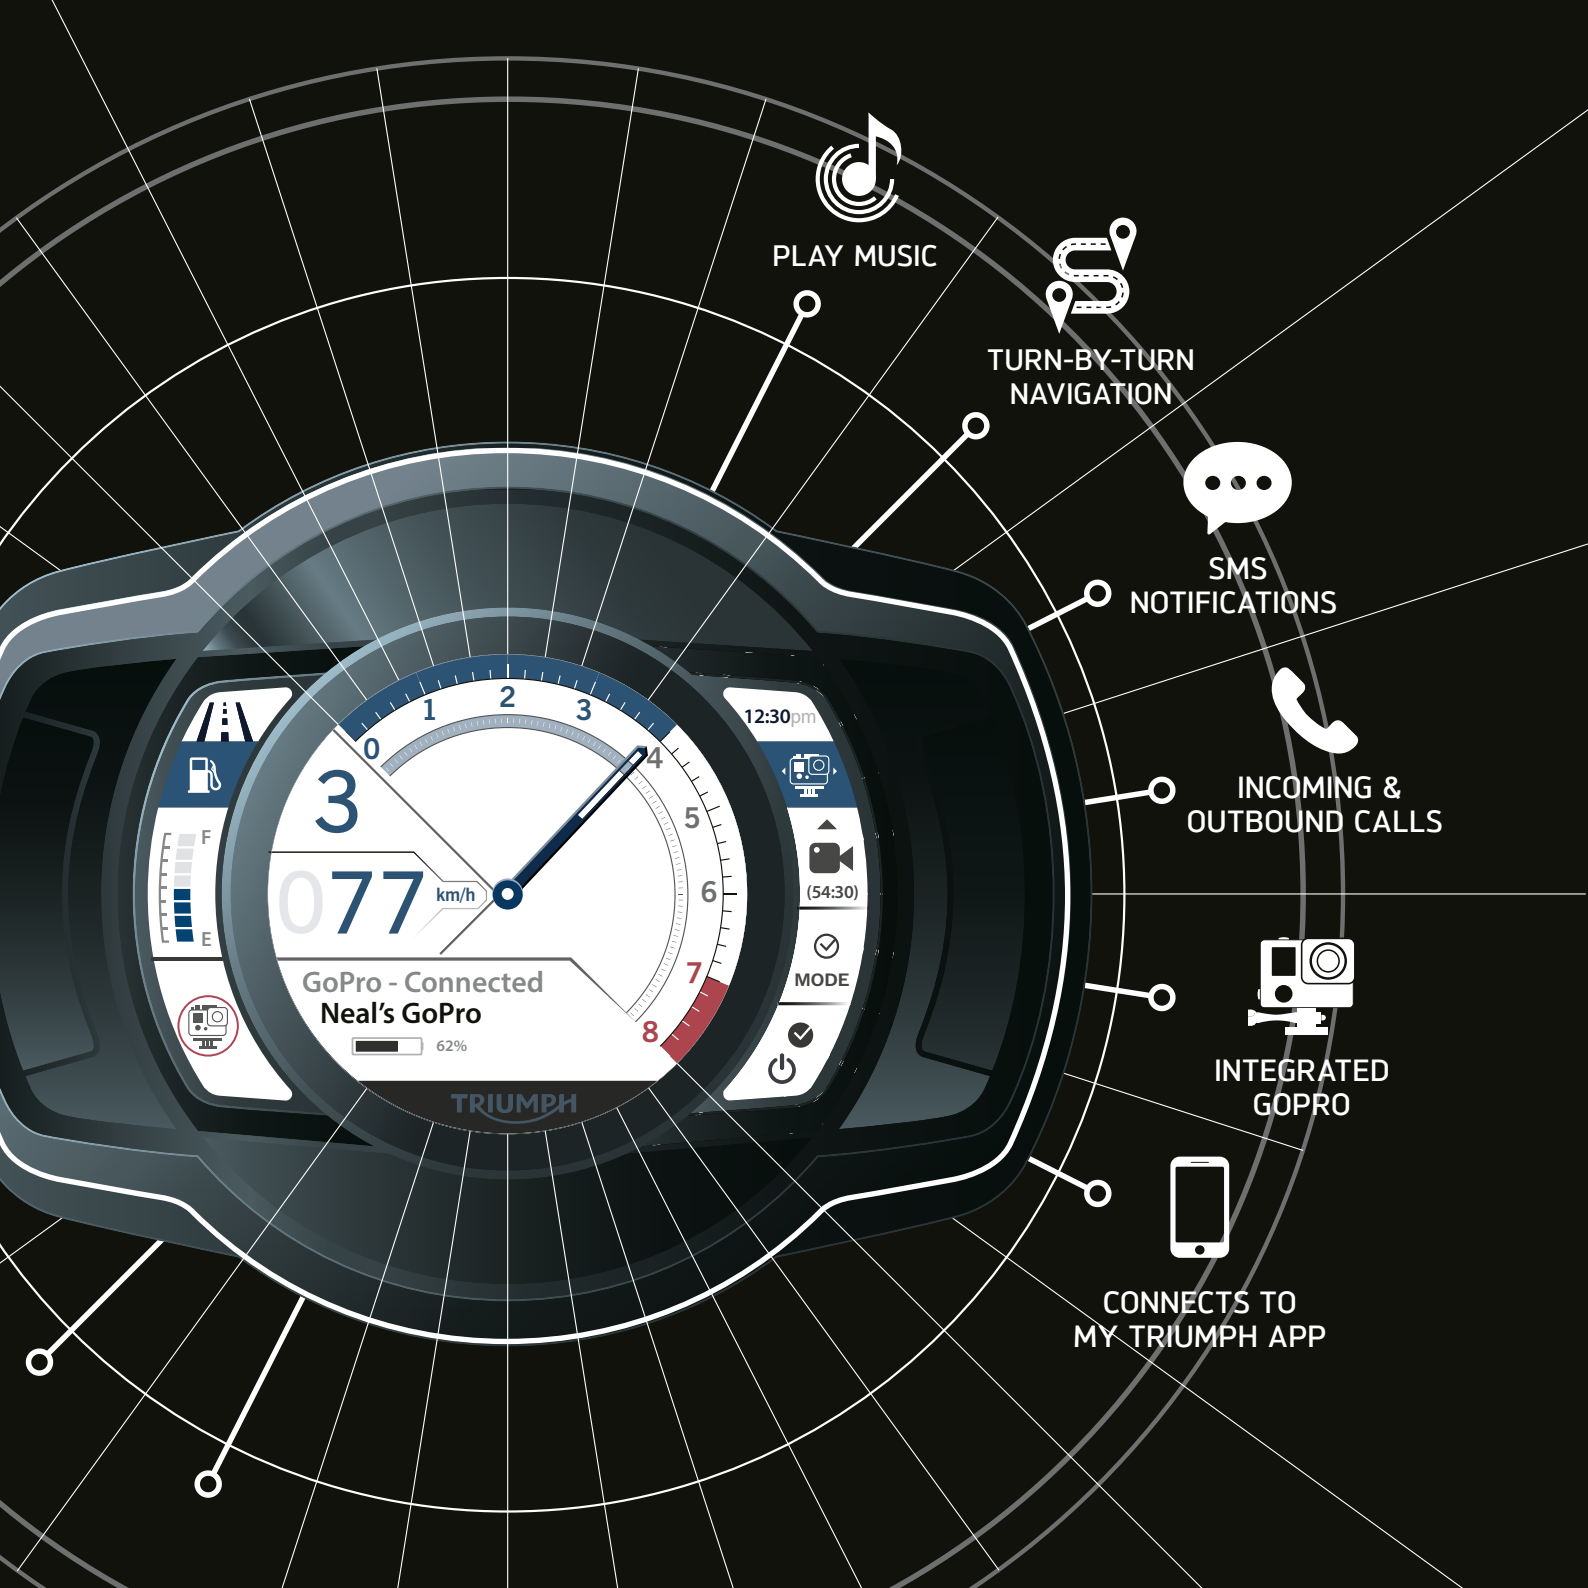 PLAY MUSIC
TURN-BY-TURN
NAVIGATION
SMS
NOTIFICATIONS
INCOMING &
OUTBOUND CALLS
INTEGRATED
GOPRO
CONNECTS TO
MY TRIUMPH APP
0
1
2
3
4
5
6
7
8
3
077
km/h
GoPro - Connected
Neal's GoPro
62%
TRIUMPH
F
E
12:30pm
(54:30)
MODE